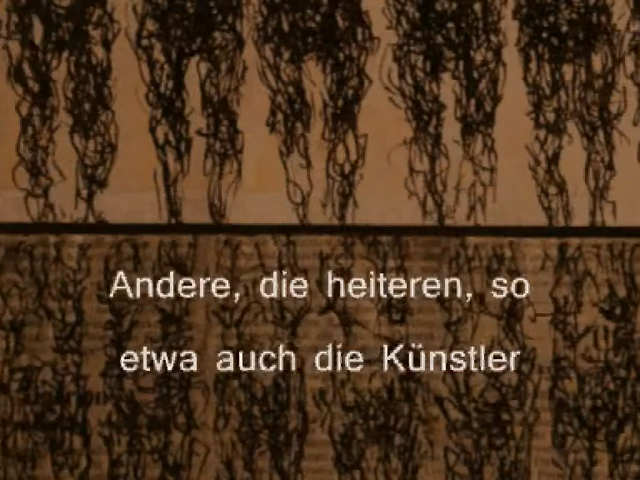 Andere, die heiteren, so
etwa auch die Künstler